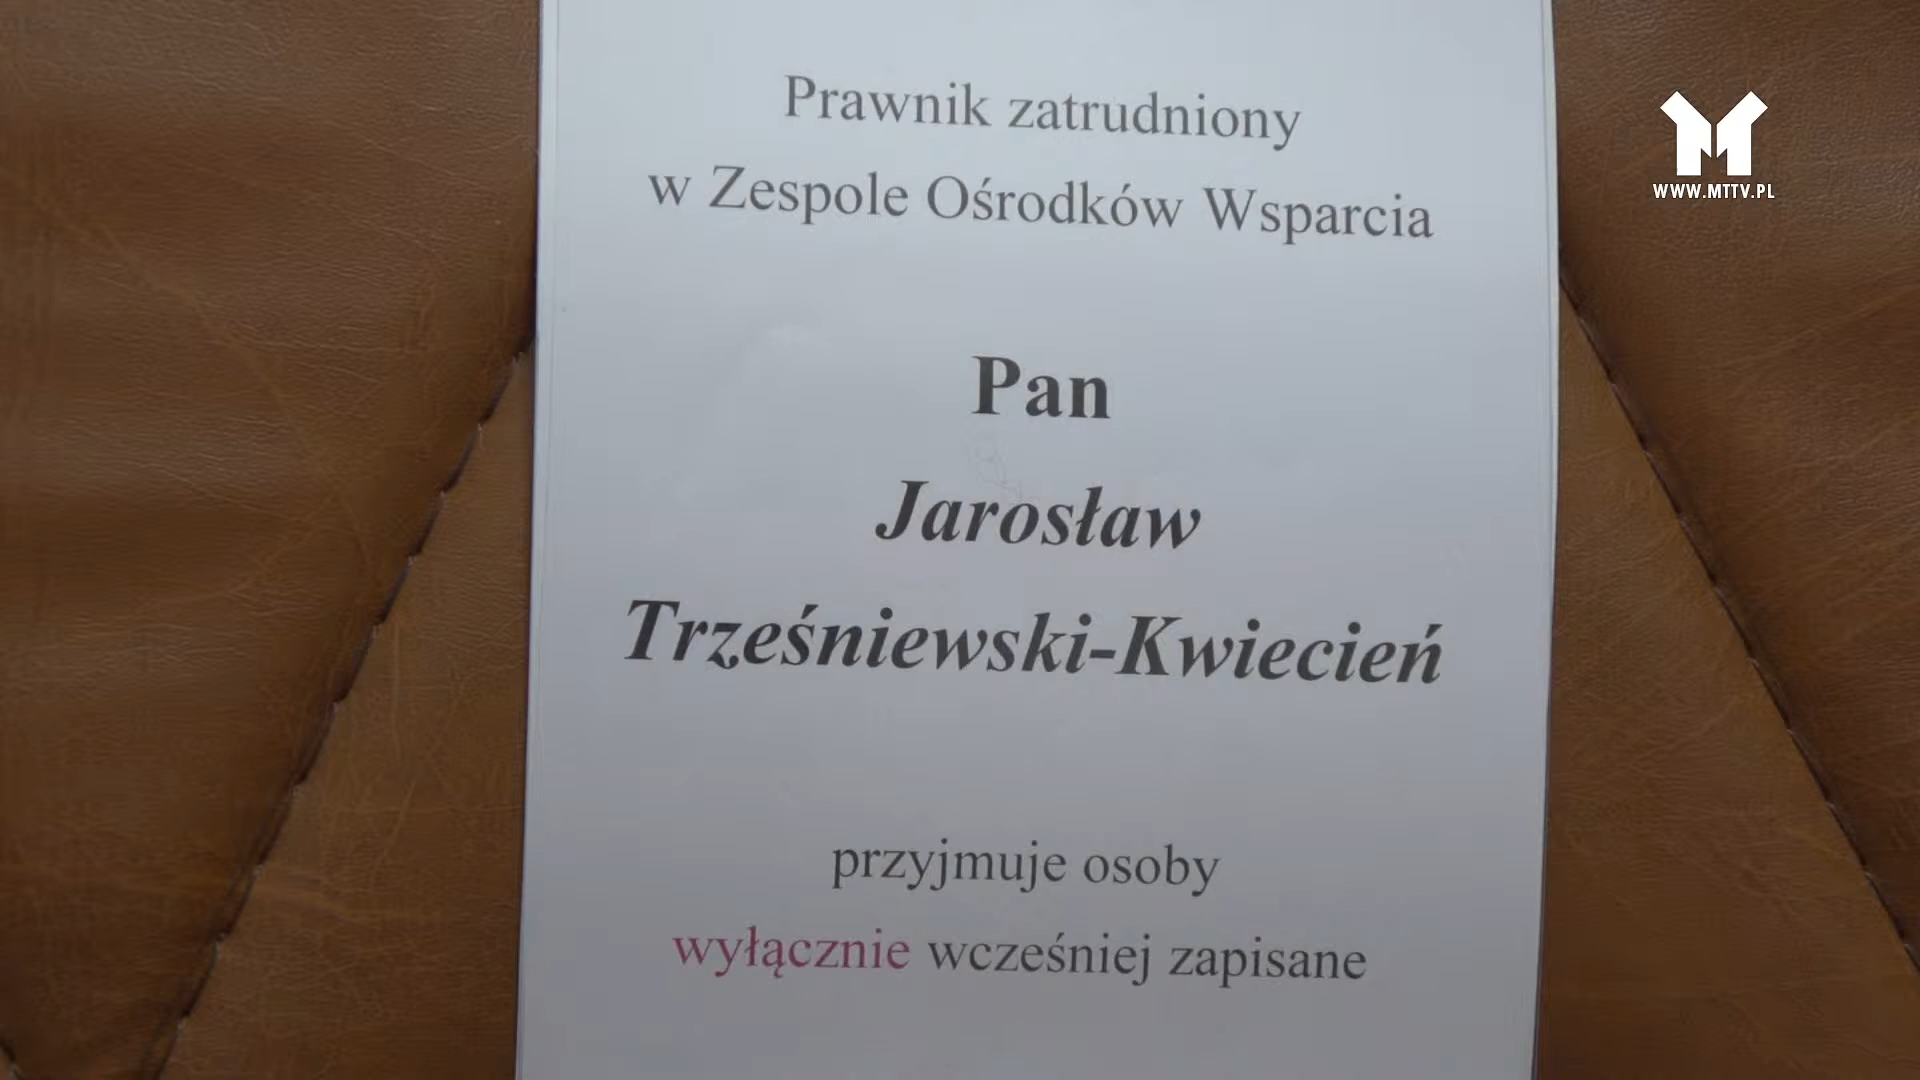 Prawnik zatrudniony
w Zespole Ośrodków Wsparcia
Pan
Jarosław
Trześniewski-Kwiecień
przyjmuje osoby
wyłącznie wcześniej zapisane
WWW.MTTV.PL